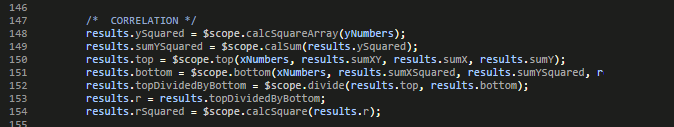 146
147 /*  CORRELATION */
148 results.ySquared = $scope.calcSquareArray(yNumbers);
149 results.sumYSquared = $scope.calSum(results.ySquared);
150 results.top = $scope.top(xNumbers, results.sumXY, results.sumX, results.sumY);
151 results.bottom = $scope.bottom(xNumbers, results.sumXSquared, results.sumYSquared, r
152 results.topDividedByBottom = $scope.divide(results.top, results.bottom);
153 results.r = results.topDividedByBottom;
154 results.rSquared = $scope.calcSquare(results.r);
155